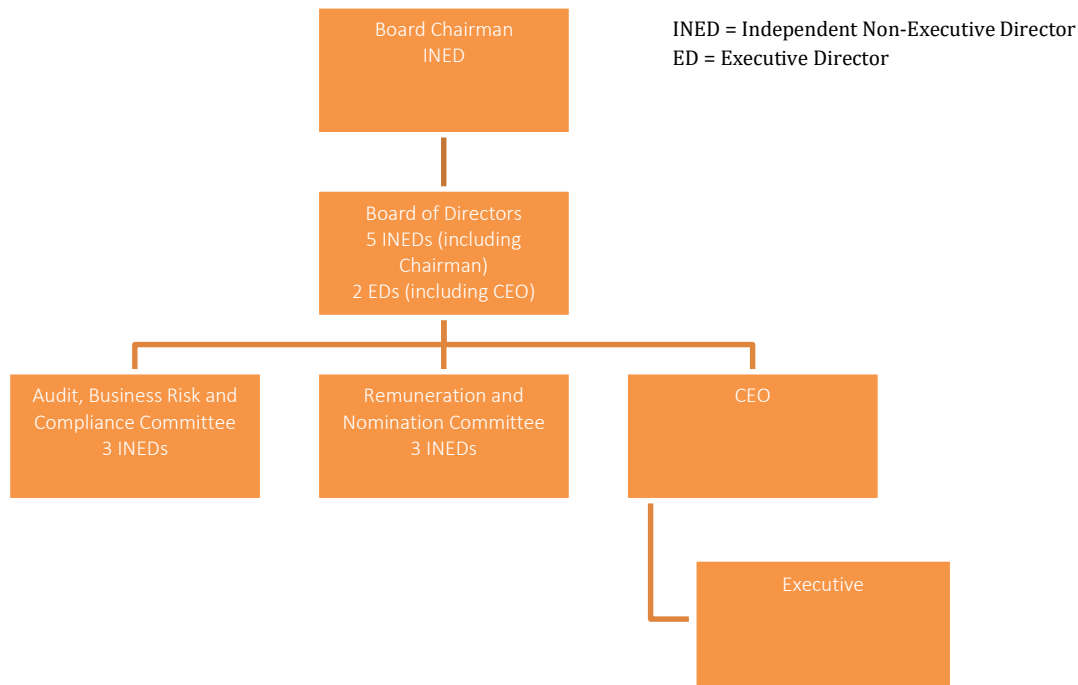 Board Chairman
INED
INED = Independent Non-Executive Director
ED = Executive Director
Board of Directors
5 INEDs (including
Chairman)
2 EDs (including CEO)
Audit, Business Risk and
Compliance Committee
3 INEDs
Remuneration and
Nomination Committee
3 INEDs
CEO
Executive